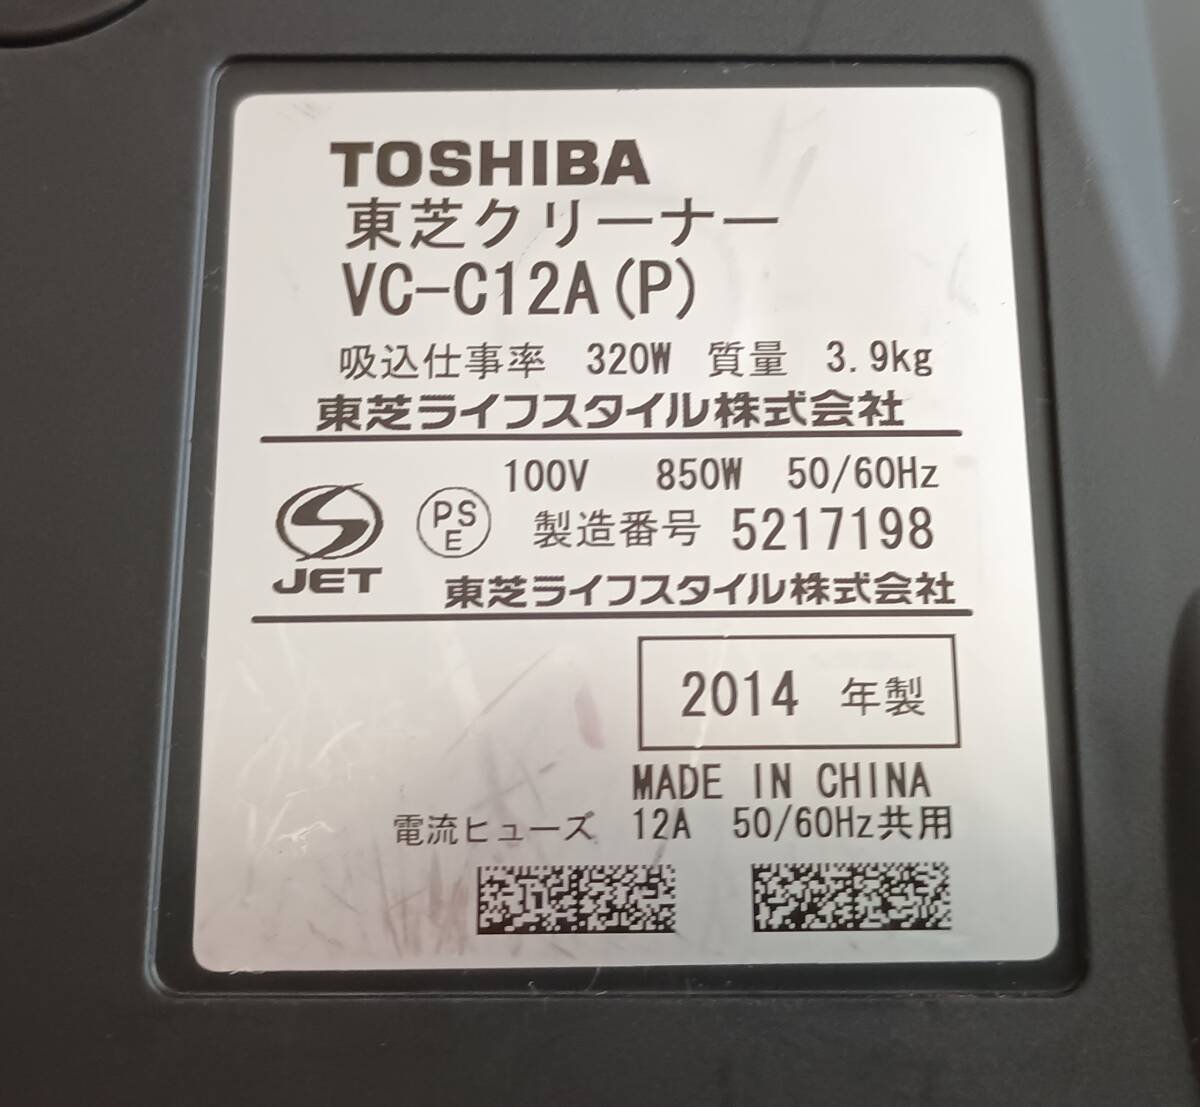 TOSHIBA
東芝クリーナー
VC-C12A(P)
吸込仕事率 320W 質量 3.9kg
東芝ライフスタイル株式会社
100V 850W 50/60Hz
JET
PS
E
製造番号 5217198
東芝ライフスタイル株式会社
2014 年製
MADE IN CHINA
電流ヒューズ 12A 50/60Hz共用